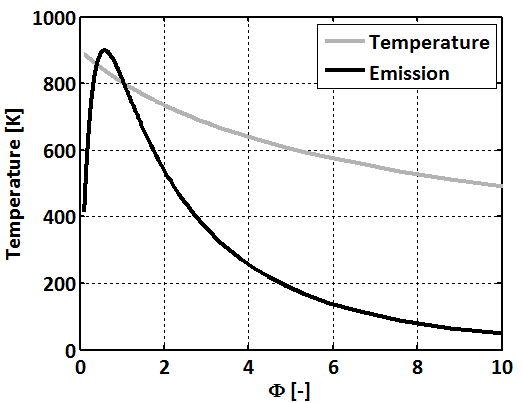 1000
Temperature
Emission
800
600
400
200
0
Temperature [K]
0 2 4 6 8 10
Φ [-]